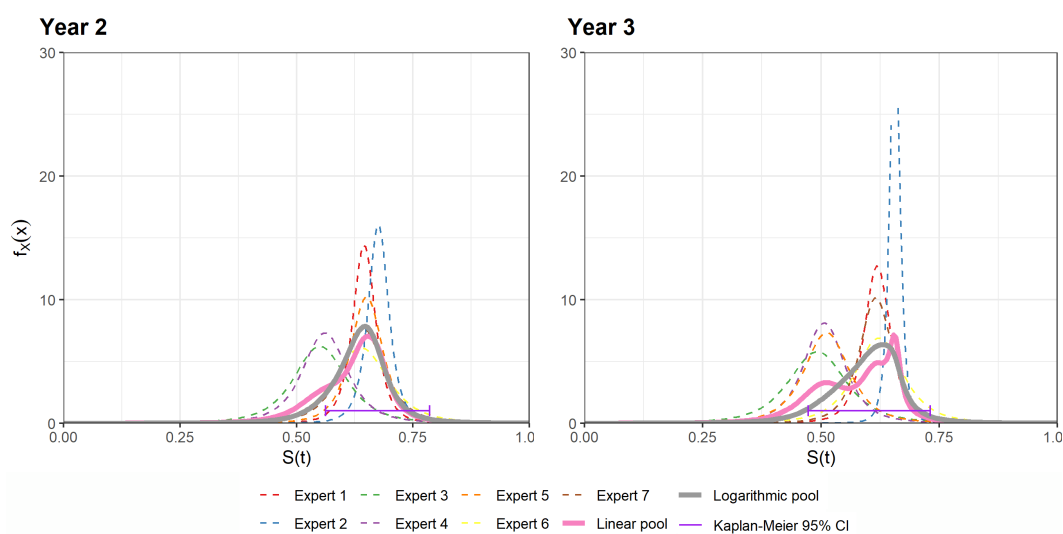 Year 2
Year 3
30
20
10
0
fX(x)
0.00 0.25 0.50 0.75 1.0
S(t)
30
20
10
0
0.00 0.25 0.50 0.75 1.0
S(t)
Expert 1 Expert 3 Expert 5 Expert 7 Logarithmic pool
Expert 2 Expert 4 Expert 6 Linear pool Kaplan-Meier 95% CI